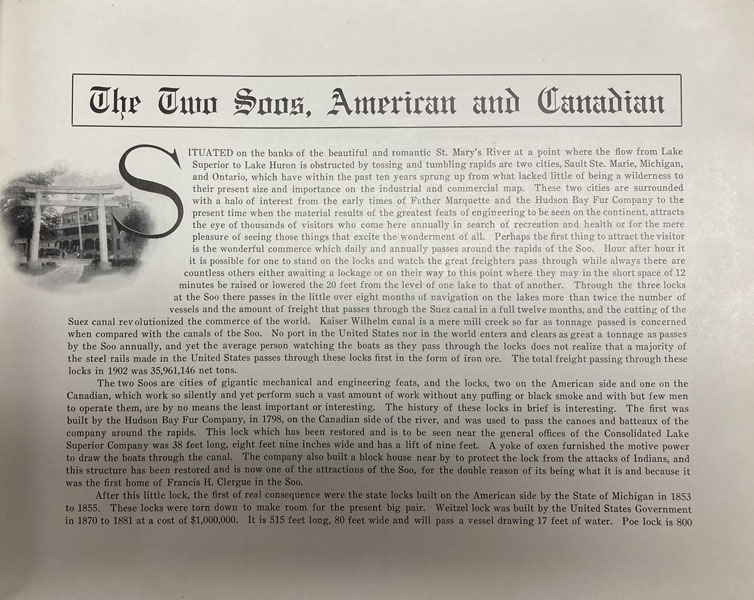 The Two Soos, American and Canadian
SITUATED on the banks of the beautiful and romantic St. Mary's River at a point where the flow from Lake
Superior to Lake Huron is obstructed by tossing and tumbling rapids are two cities, Sault Ste. Marie, Michigan,
and Ontario, which have within the past ten years sprung up from what lacked little of being a wilderness to
their present size and importance on the industrial and commercial map. These two cities are surrounded
with a halo of interest from the early times of Father Marquette and the Hudson Bay Fur Company to the
present time when the material results of the greatest feats of engineering to be seen on the continent, attracts
the eye of thousands of visitors who come here annually in search of recreation and health or for the mere
pleasure of seeing those things that excite the wonderment of all. Perhaps the first thing to attract the visitor
is the wonderful commerce which daily and annually passes around the rapids of the Soo. Hour after hour it
it is possible for one to stand on the locks and watch the great freighters pass through while always there are
countless others either awaiting a lockage or on their way to this point where they may in the short space of 12
minutes be raised or lowered the 20 feet from the level of one lake to that of another. Through the three locks
at the Soo there passes in the little over eight months of navigation on the lakes more than twice the number of
vessels and the amount of freight that passes through the Suez canal in a full twelve months, and the cutting of the
Suez canal revolutionized the commerce of the world. Kaiser Wilhelm canal is a mere mill creek so far as tonnage passed is concerned
when compared with the canals of the Soo. No port in the United States nor in the world enters and clears as great a tonnage as passes
by the Soo annually, and yet the average person watching the boats as they pass through the locks does not realize that a majority of
the steel rails made in the United States passes through these locks first in the form of iron ore. The total freight passing through these
locks in 1902 was 35,961,146 net tons.
The two Soos are cities of gigantic mechanical and engineering feats, and the locks, two on the American side and one on the
Canadian, which work so silently and yet perform such a vast amount of work without any puffing or black smoke and with but few men
to operate them, are by no means the least important or interesting. The history of these locks in brief is interesting. The first was
built by the Hudson Bay Fur Company, in 1798, on the Canadian side of the river, and was used to pass the canoes and batteaux of the
company around the rapids. This lock which has been restored and is to be seen near the general offices of the Consolidated Lake
Superior Company was 38 feet long, eight feet nine inches wide and has a lift of nine feet. A yoke of oxen furnished the motive power
to draw the boats through the canal. The company also built a block house near by to protect the lock from the attacks of Indians, and
this structure has been restored and is now one of the attractions of the Soo, for the double reason of its being what it is and because it
was the first home of Francis H. Clergue in the Soo.
After this little lock, the first of real consequence were the state locks built on the American side by the State of Michigan in 1853
to 1855. These locks were torn down to make room for the present big pair. Weitzel lock was built by the United States Government
in 1870 to 1881 at a cost of $1,000,000. It is 515 feet long, 80 feet wide and will pass a vessel drawing 17 feet of water. Poe lock is 800